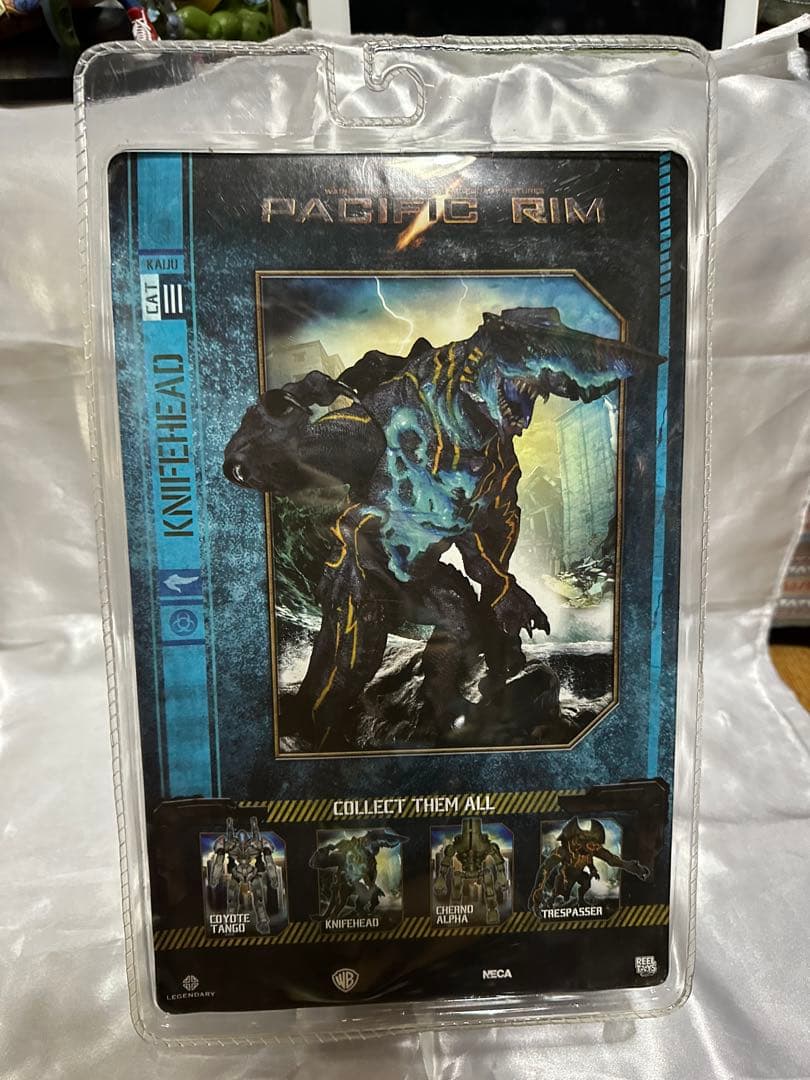 PACIFIC RIM
KAIJU
CAT III
KNIFEHEAD
COLLECT THEM ALL
COYOTE
TANGO
KNIFEHEAD
CHERNO
ALPHA
TRESPASSER
LEGENDARY
WB
NECA
REEL
TOYS